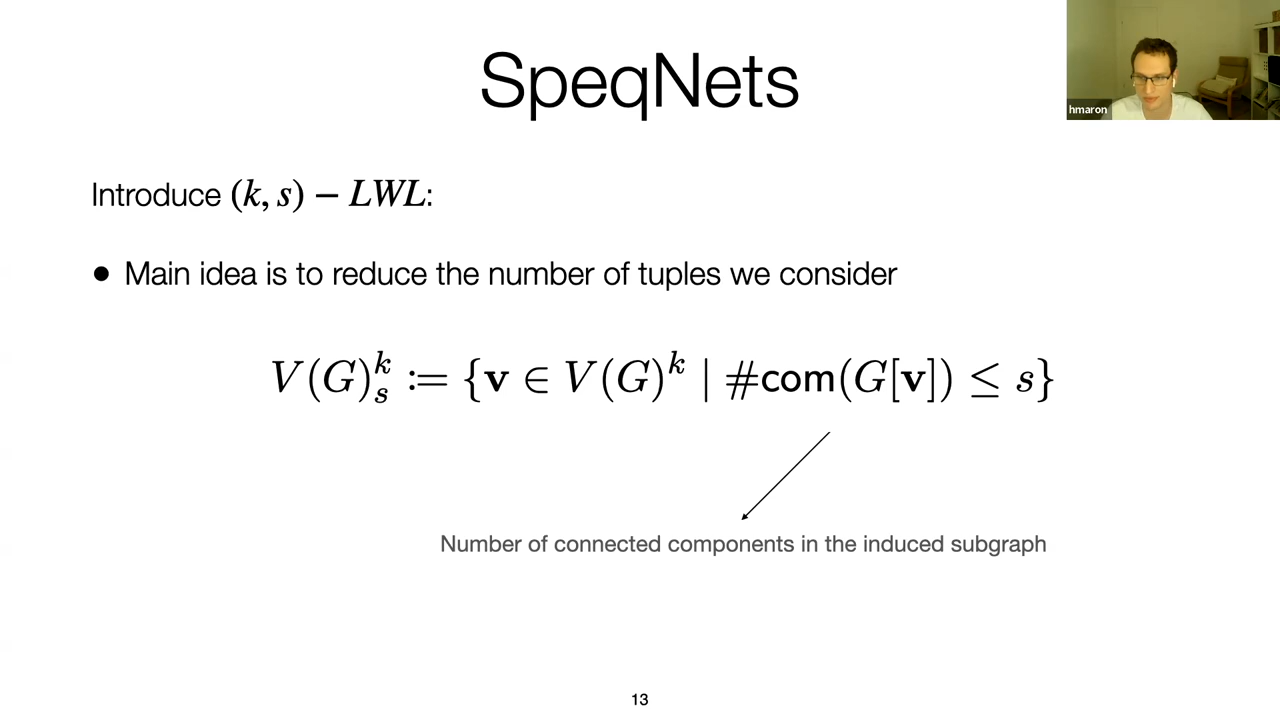 SpeqNets
hmaron
Introduce (k, s) − LWL:
• Main idea is to reduce the number of tuples we consider
V(G)ᵏₛ := {𝐯 ∈ V(G)ᵏ | #com(G[𝐯]) ≤ s}
Number of connected components in the induced subgraph
13